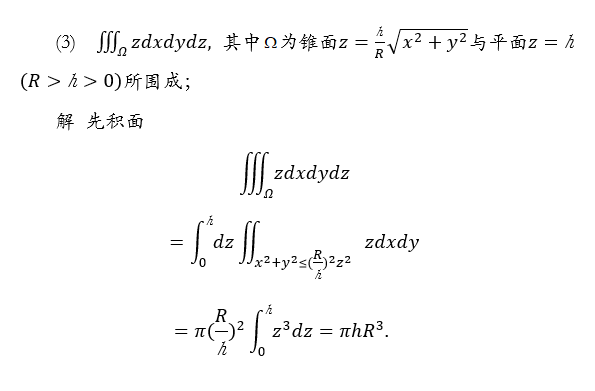 (3) ∭_Ω zdxdydz, 其中Ω为锥面z = ℎ/R √(x² + y²)与平面z = ℎ
(R > ℎ > 0)所围成;
解 先积面
∭_Ω zdxdydz
= ∫_0^ℎ dz ∬_{x²+y²≤(R/ℎ)²z²} zdxdy
= π(R/ℎ)² ∫_0^ℎ z³dz = πhR³.